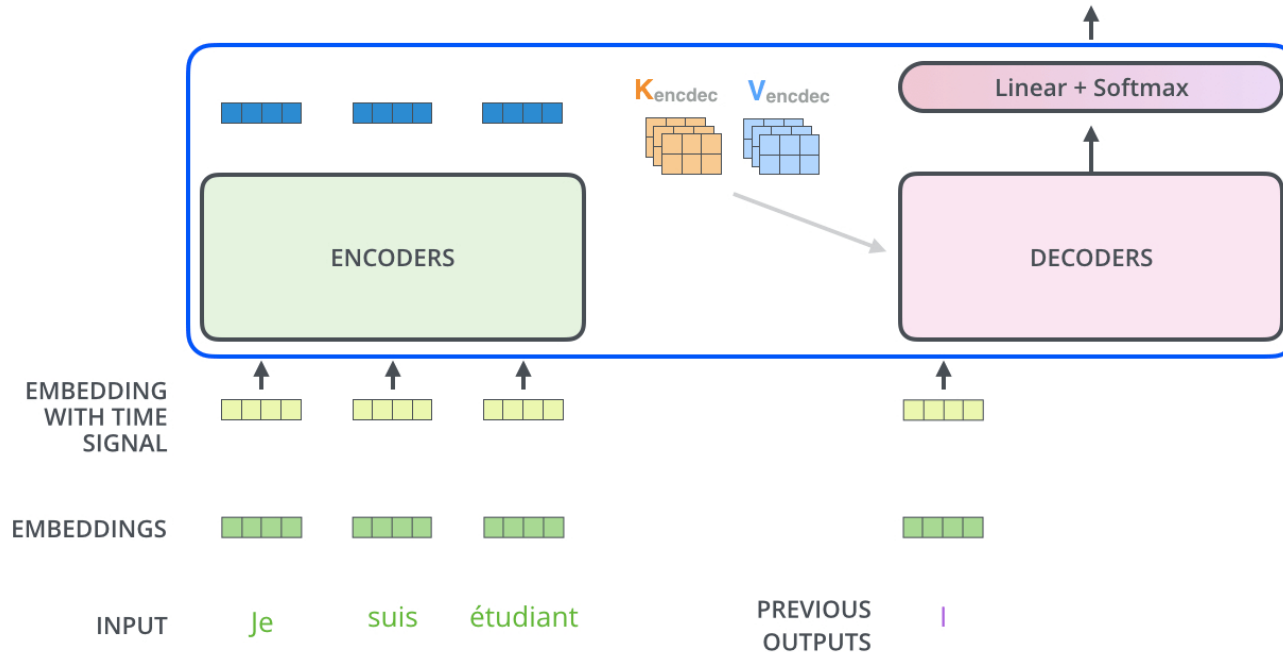 Kencdec
Vencdec
Linear + Softmax
ENCODERS
DECODERS
EMBEDDING
WITH TIME
SIGNAL
EMBEDDINGS
INPUT
Je
suis
étudiant
PREVIOUS
OUTPUTS
I